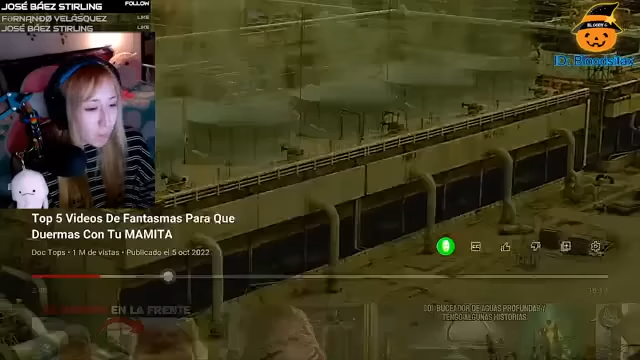 JOSÉ BÁEZ STIRLING FOLLOW
FERNANDO VELÁSQUEZ LIKE
JOSÉ BÁEZ STIRLING LIKE
BLOODY G
Top 5 Videos De Fantasmas Para Que
Duermas Con Tu MAMITA
Doc Tops • 1 M de vistas • Publicado el 5 oct 2022
EN LA FRENTE
BUCEADOR DE AGUAS PROFUNDAS Y
TENGO ALGUNAS HISTORIAS